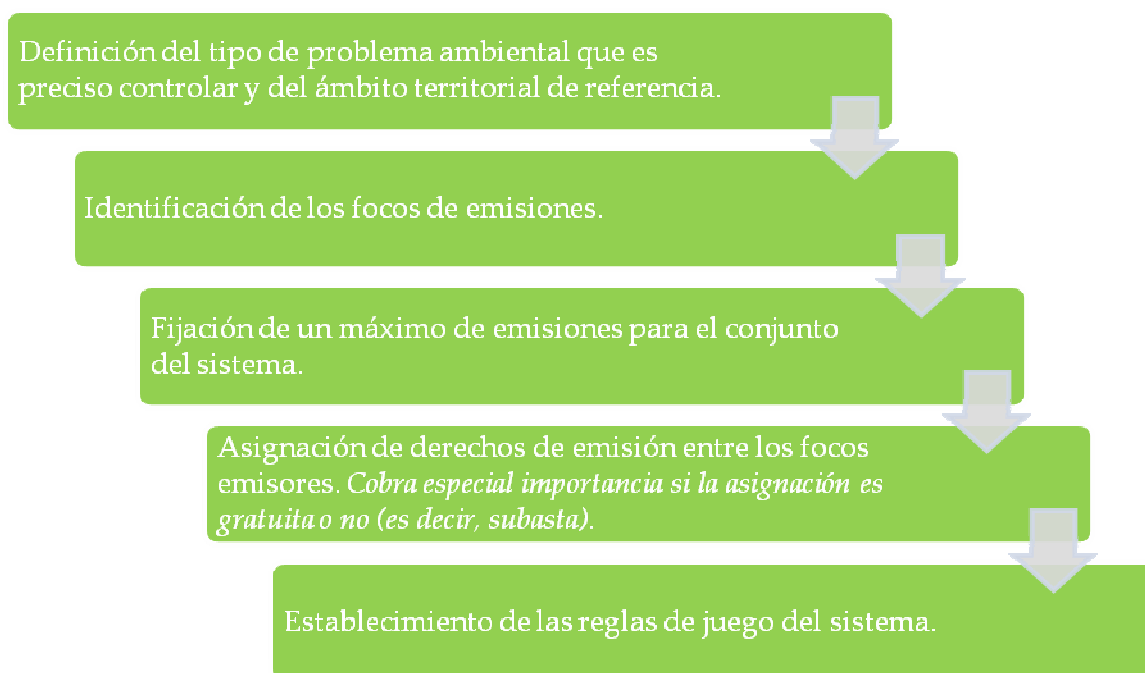 Definición del tipo de problema ambiental que es
preciso controlar y del ámbito territorial de referencia.
Identificación de los focos de emisiones.
Fijación de un máximo de emisiones para el conjunto
del sistema.
Asignación de derechos de emisión entre los focos
emisores. Cobra especial importancia si la asignación es
gratuita o no (es decir, subasta).
Establecimiento de las reglas de juego del sistema.